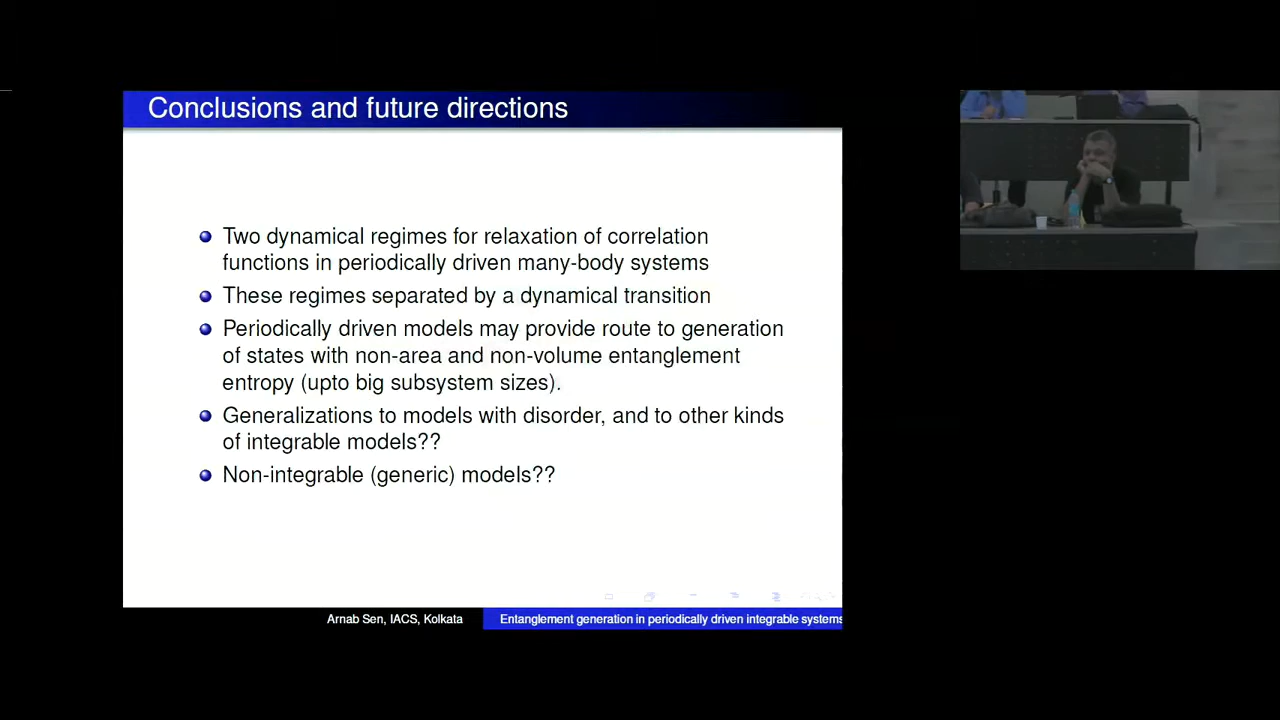 Conclusions and future directions
Two dynamical regimes for relaxation of correlation
functions in periodically driven many-body systems
These regimes separated by a dynamical transition
Periodically driven models may provide route to generation
of states with non-area and non-volume entanglement
entropy (upto big subsystem sizes).
Generalizations to models with disorder, and to other kinds
of integrable models??
Non-integrable (generic) models??
Arnab Sen, IACS, Kolkata
Entanglement generation in periodically driven integrable systems